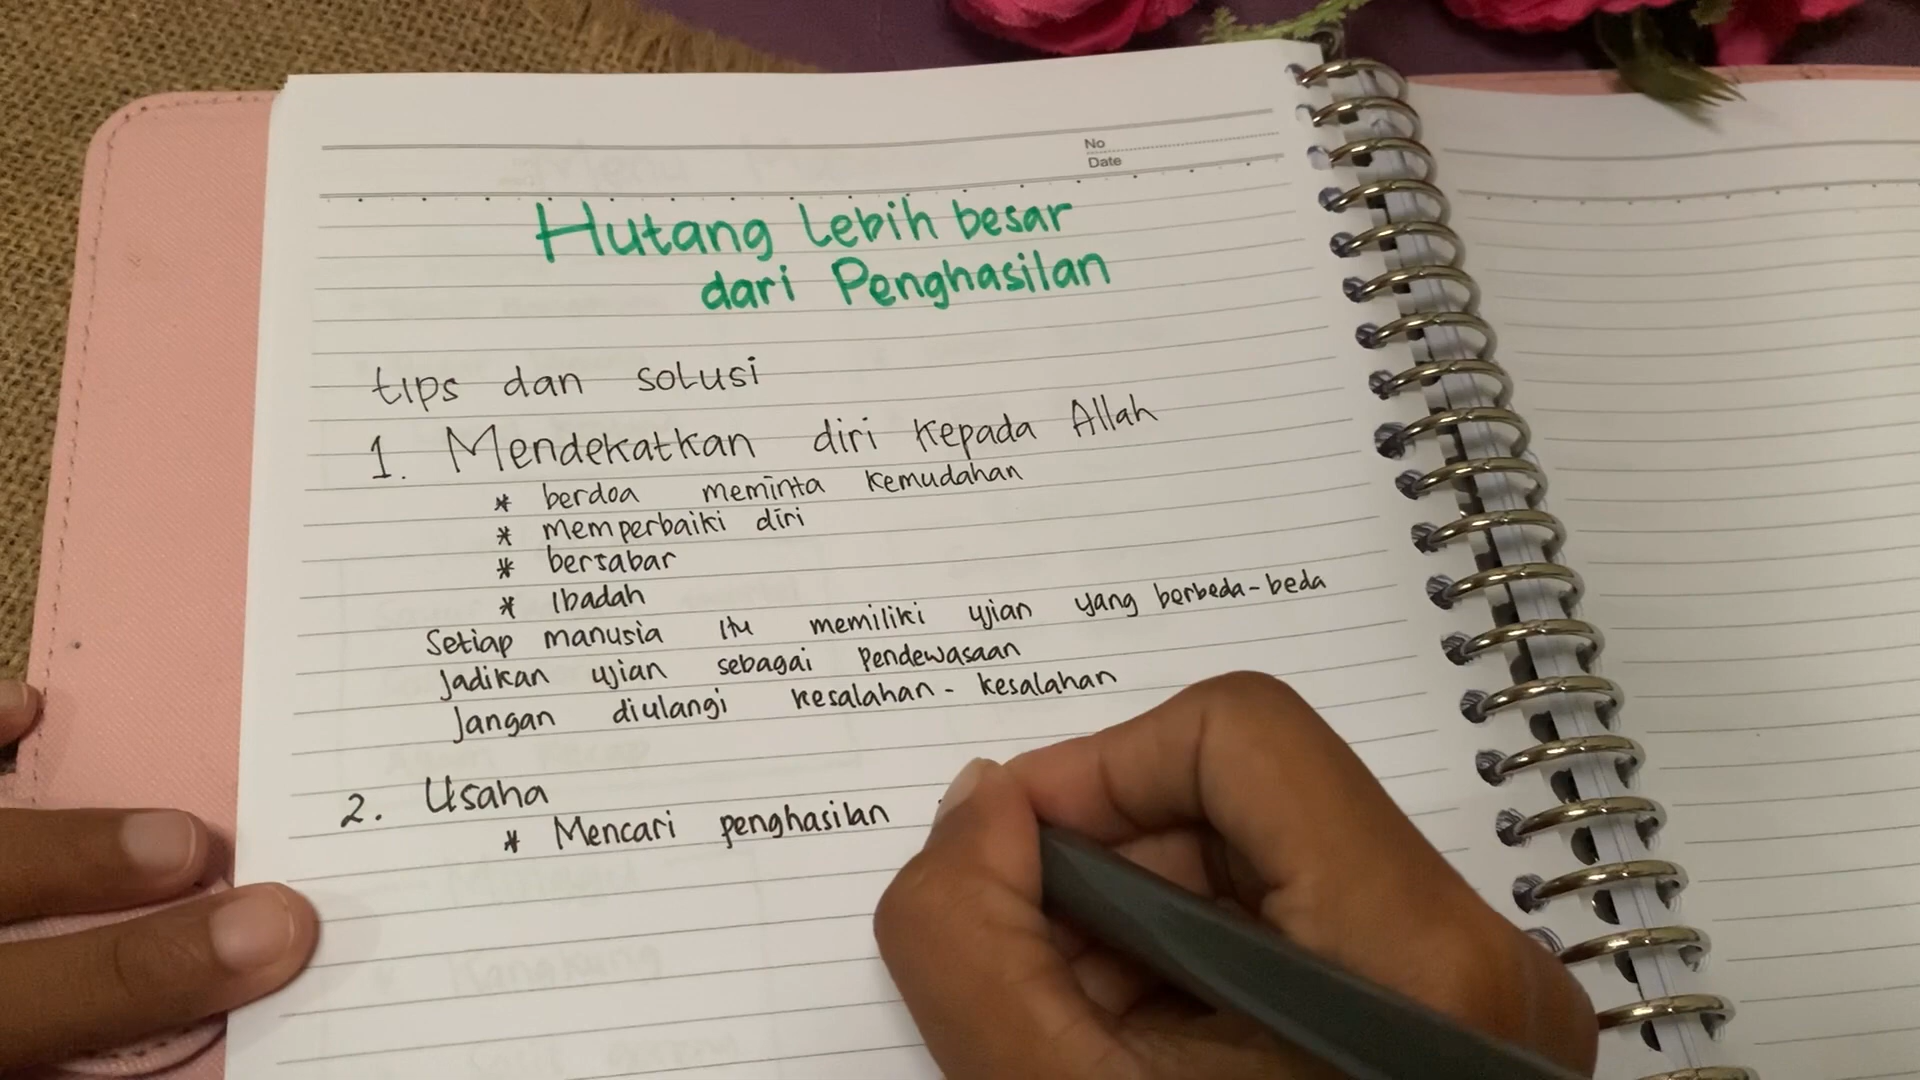 No
Date
Hutang Lebih besar
dari Penghasilan
tips dan solusi
1. Mendekatkan diri kepada Allah
* berdoa meminta kemudahan
* memperbaiki diri
* bersabar
* Ibadah
Setiap manusia itu memiliki ujian yang berbeda-beda
Jadikan ujian sebagai pendewasaan
Jangan diulangi kesalahan - kesalahan
2. Usaha
* Mencari penghasilan